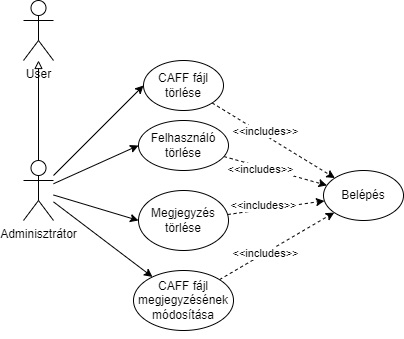 User
CAFF fájl
törlése
<<includes>>
Felhasználó
törlése
<<includes>>
Belépés
Adminisztrátor
Megjegyzés
törlése
<<includes>>
<<includes>>
CAFF fájl
megjegyzésének
módosítása